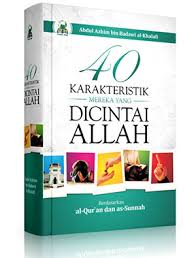 Abdul Azhim bin Badawi al-Khalafi
40
KARAKTERISTIK
MEREKA YANG
DICINTAI
ALLAH
Berdasarkan
al-Qur'an dan as-Sunnah